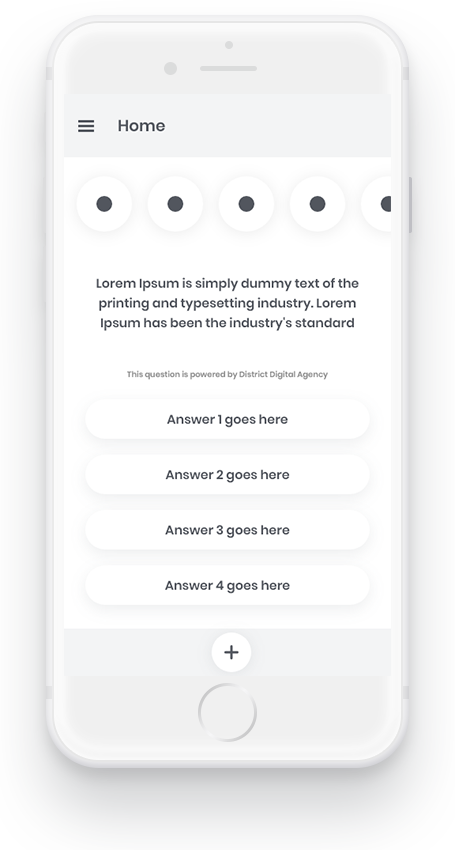 Home
Lorem Ipsum is simply dummy text of the
printing and typesetting industry. Lorem
Ipsum has been the industry's standard
This question is powered by District Digital Agency
Answer 1 goes here
Answer 2 goes here
Answer 3 goes here
Answer 4 goes here